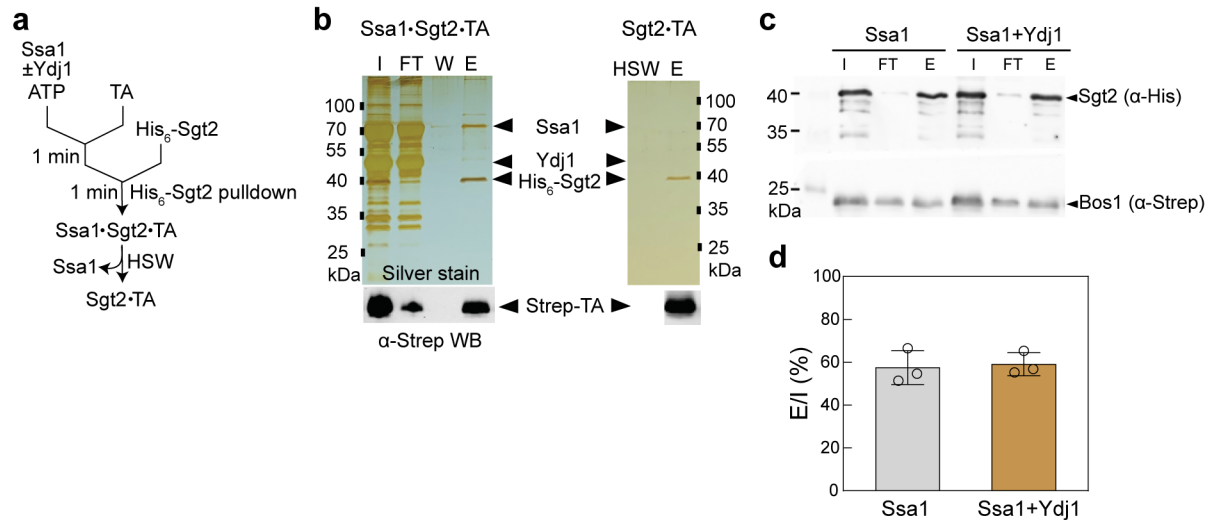 a
Ssa1
±Ydj1
ATP
TA
His6-Sgt2
1 min
1 min
His6-Sgt2 pulldown
Ssa1•Sgt2•TA
Ssa1
HSW
Sgt2•TA
b
Ssa1•Sgt2•TA
Sgt2•TA
I FT W E
HSW E
100
70
55
40
35
25
kDa
Silver stain
Ssa1
Ydj1
His6-Sgt2
100
70
55
40
35
25
kDa
Strep-TA
α-Strep WB
c
Ssa1
Ssa1+Ydj1
I FT E I FT E
40
35
25
kDa
Sgt2 (α-His)
Bos1 (α-Strep)
d
E/I (%)
100
80
60
40
20
0
Ssa1
Ssa1+Ydj1